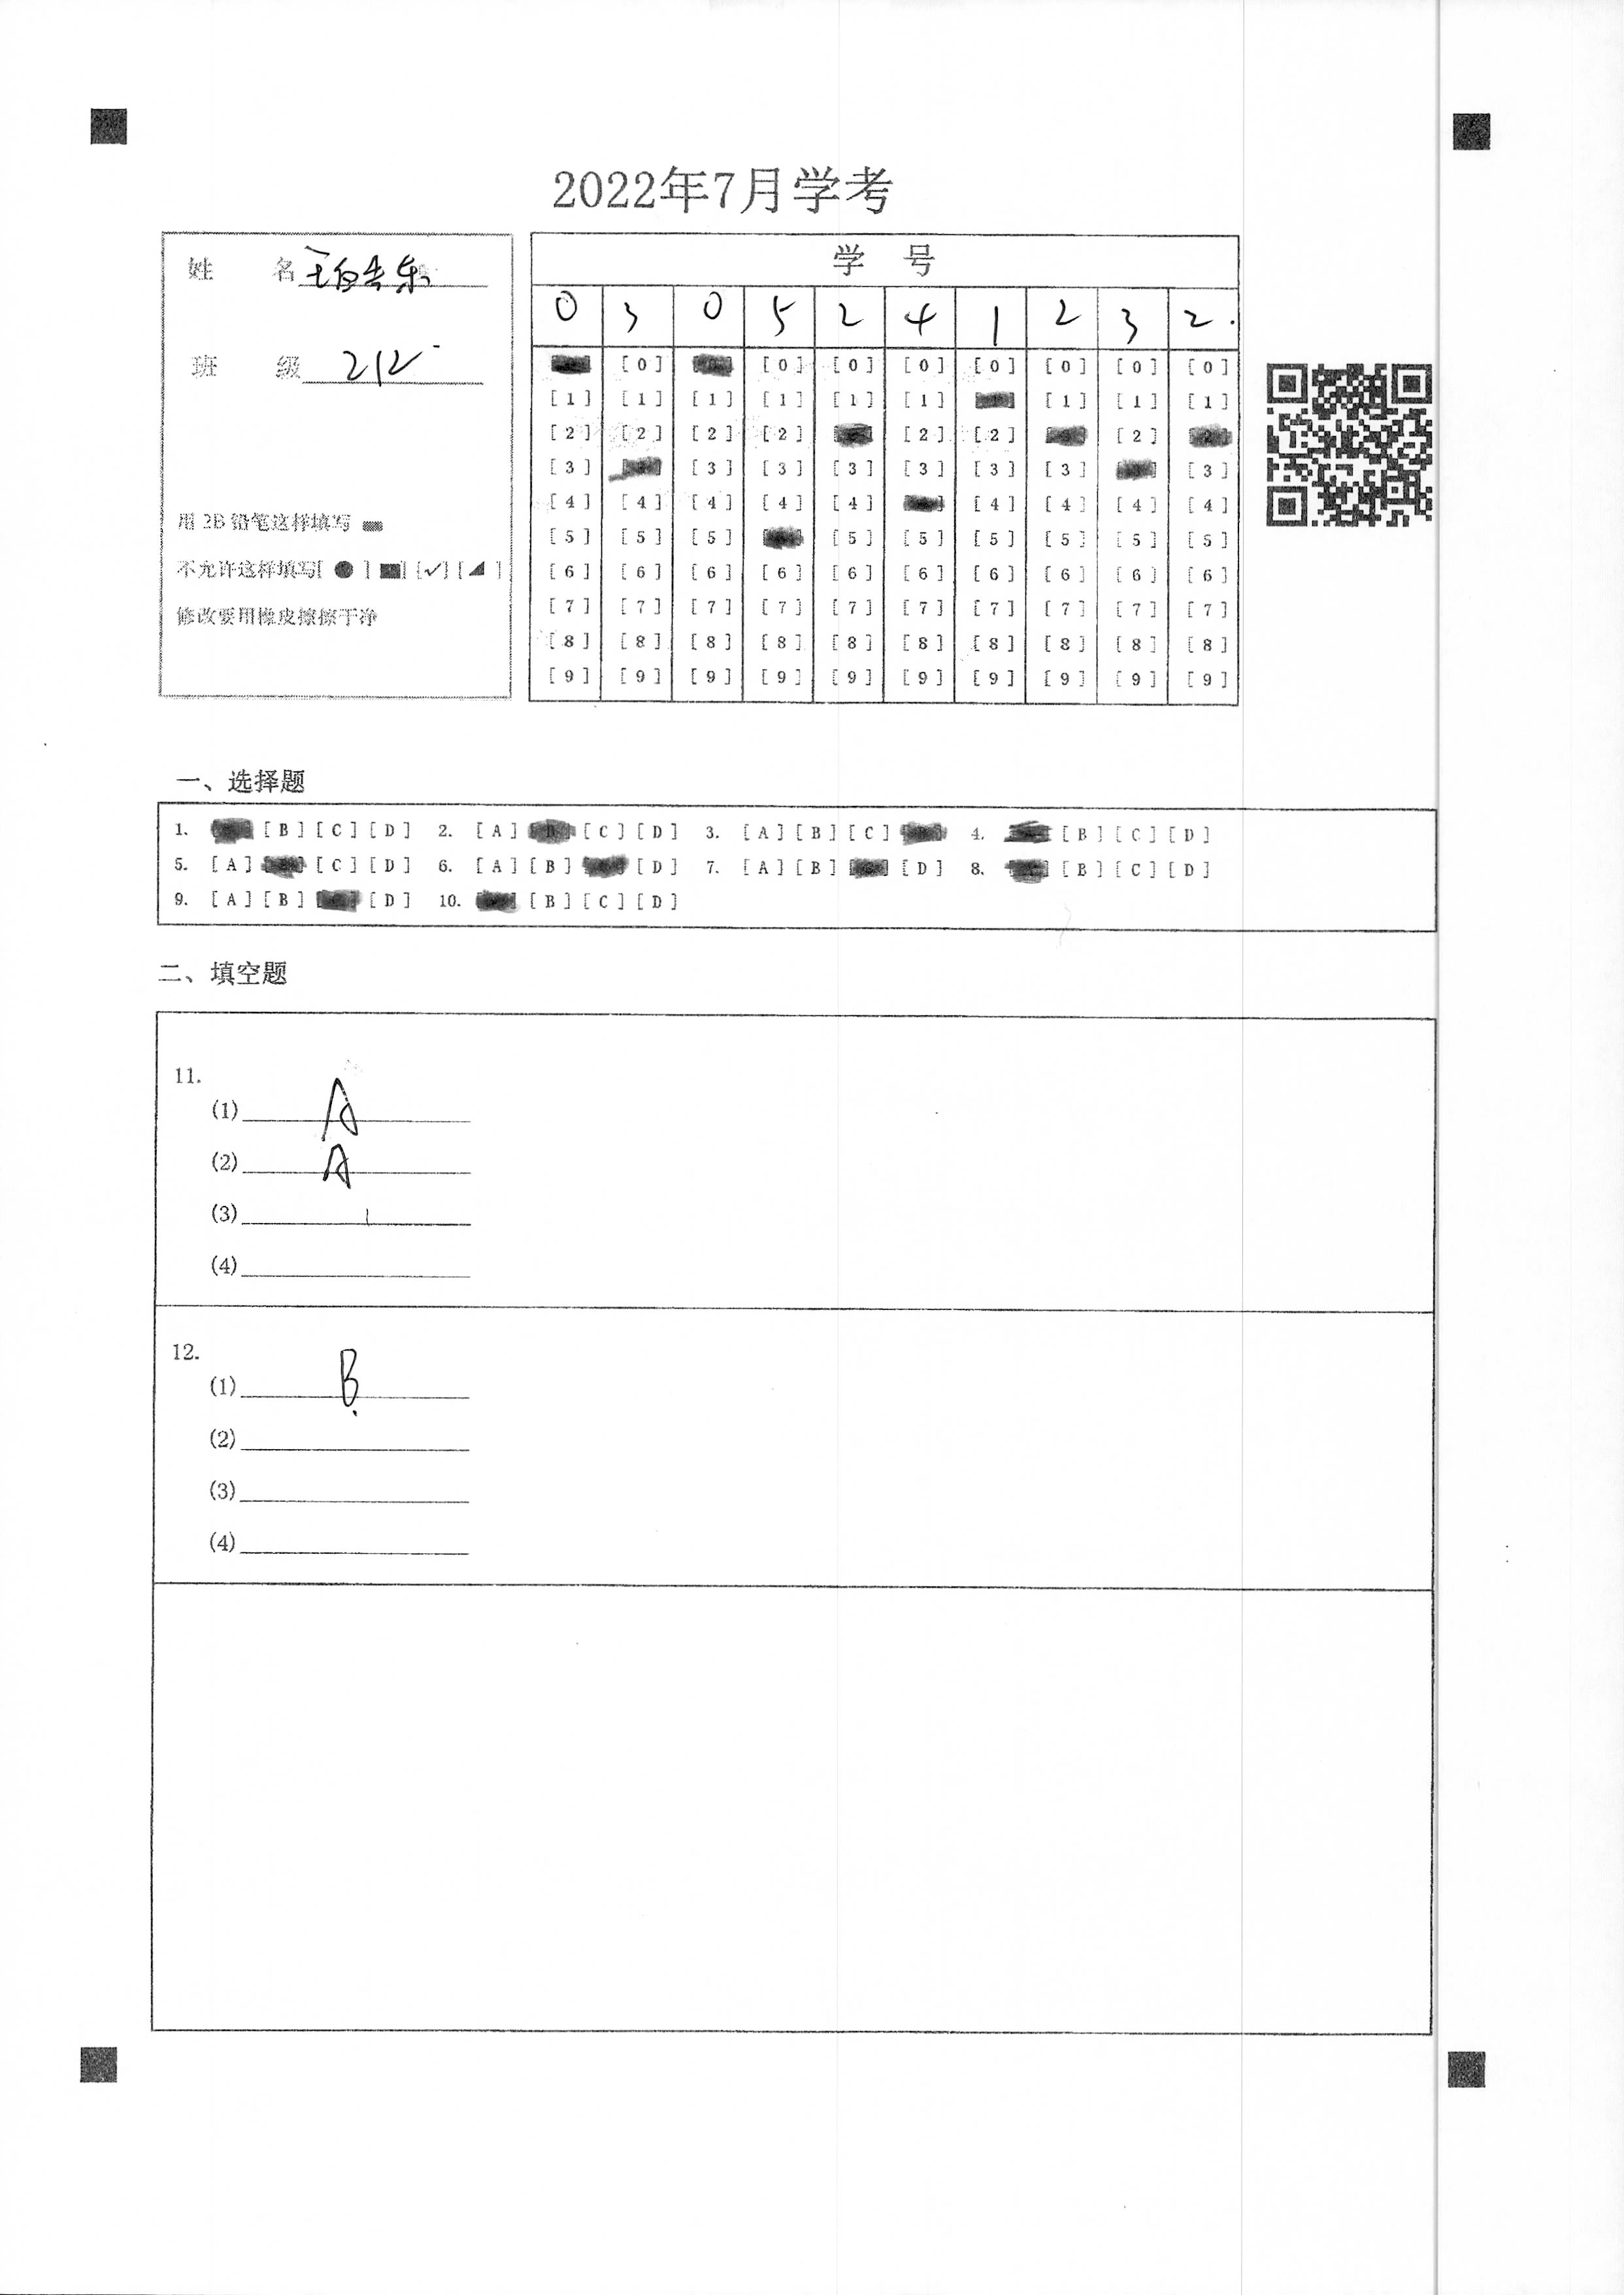 2022年7月学考
姓 名
班 级 212
用 2B 铅笔这样填写
不允许这样填写[ ● ] [■] [✓] [◢ ]
修改要用橡皮擦擦干净
学 号
0 3 0 5 2 4 1 2 3 2
[0] [0] [0] [0] [0] [0] [0] [0]
[1] [1] [1] [1] [1] [1] [1] [1] [1]
[2] [2] [2] [2] [2] [2] [2]
[3] [3] [3] [3] [3] [3] [3] [3]
[4] [4] [4] [4] [4] [4] [4] [4] [4]
[5] [5] [5] [5] [5] [5] [5] [5] [5]
[6] [6] [6] [6] [6] [6] [6] [6] [6] [6]
[7] [7] [7] [7] [7] [7] [7] [7] [7] [7]
[8] [8] [8] [8] [8] [8] [8] [8] [8] [8]
[9] [9] [9] [9] [9] [9] [9] [9] [9] [9]
一、选择题
1. [B] [C] [D] 2. [A] [C] [D] 3. [A] [B] [C] 4. [B] [C] [D]
5. [A] [C] [D] 6. [A] [B] [D] 7. [A] [B] [D] 8. [B] [C] [D]
9. [A] [B] [D] 10. [B] [C] [D]
二、填空题
11.
(1) A
(2) A
(3)
(4)
12.
(1) B
(2)
(3)
(4)